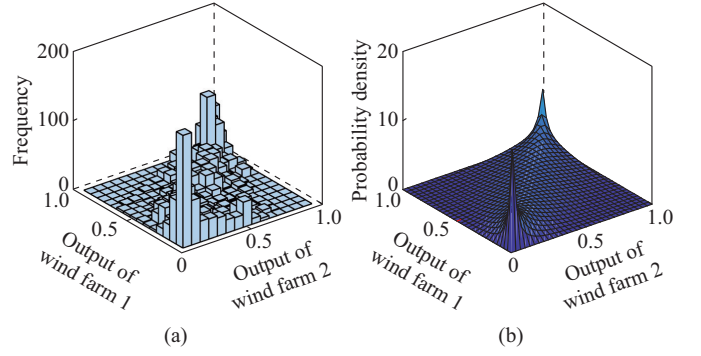 200
100
0
Frequency
1.0
0.5
0
0.5
1.0
Output of
wind farm 1
Output of
wind farm 2
(a)
20
10
0
Probability density
1.0
0.5
0
0.5
1.0
Output of
wind farm 1
Output of
wind farm 2
(b)